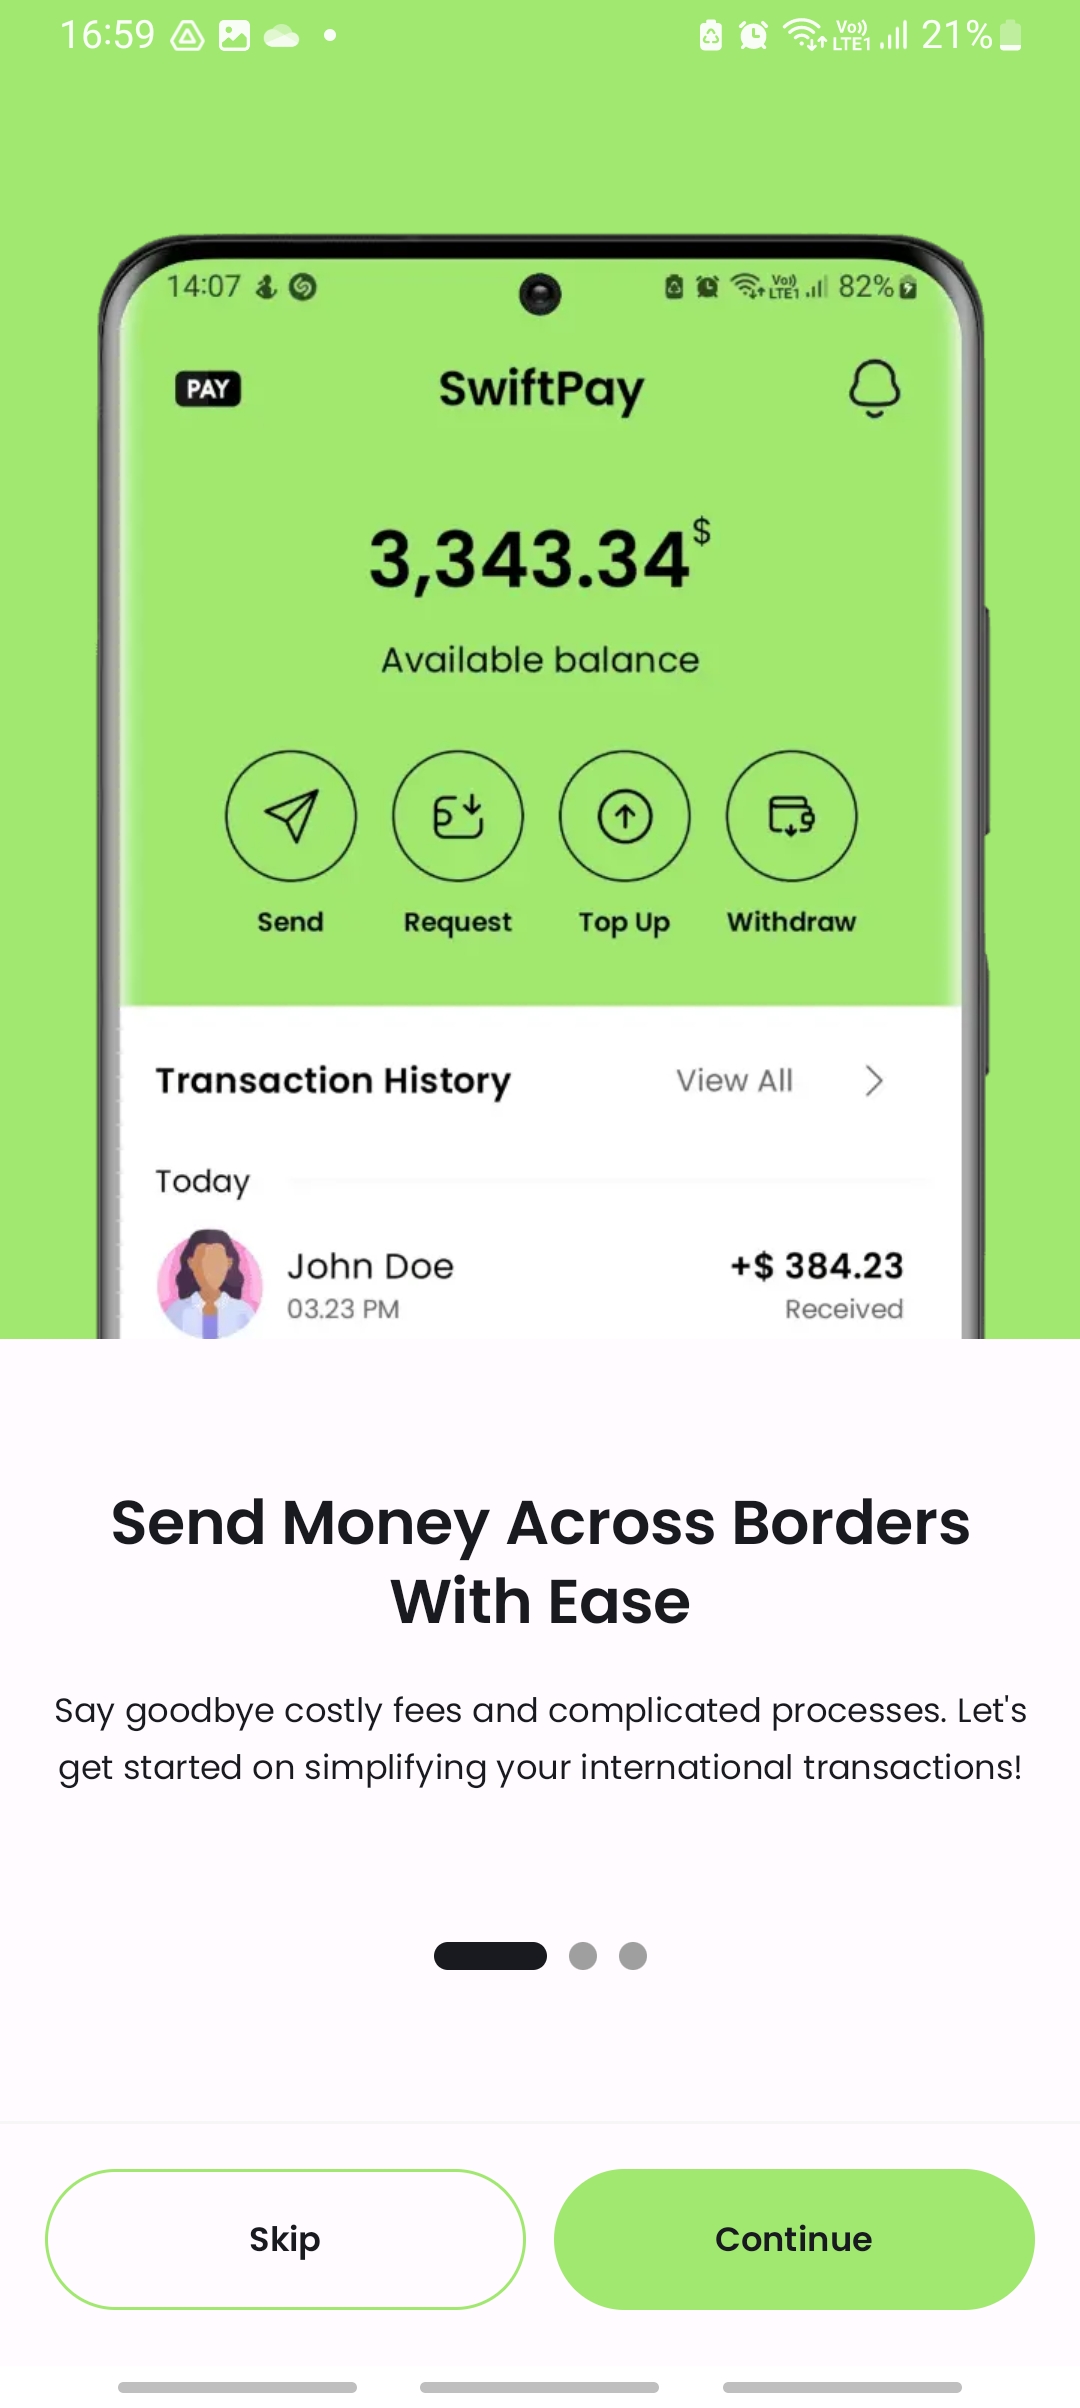 16:59 Vo)) LTE1 21%
14:07 Vo)) LTE1 82%
PAY SwiftPay
3,343.34$
Available balance
Send Request Top Up Withdraw
Transaction History View All
Today
John Doe +$ 384.23
03.23 PM Received
Send Money Across Borders
With Ease
Say goodbye costly fees and complicated processes. Let's
get started on simplifying your international transactions!
Skip Continue